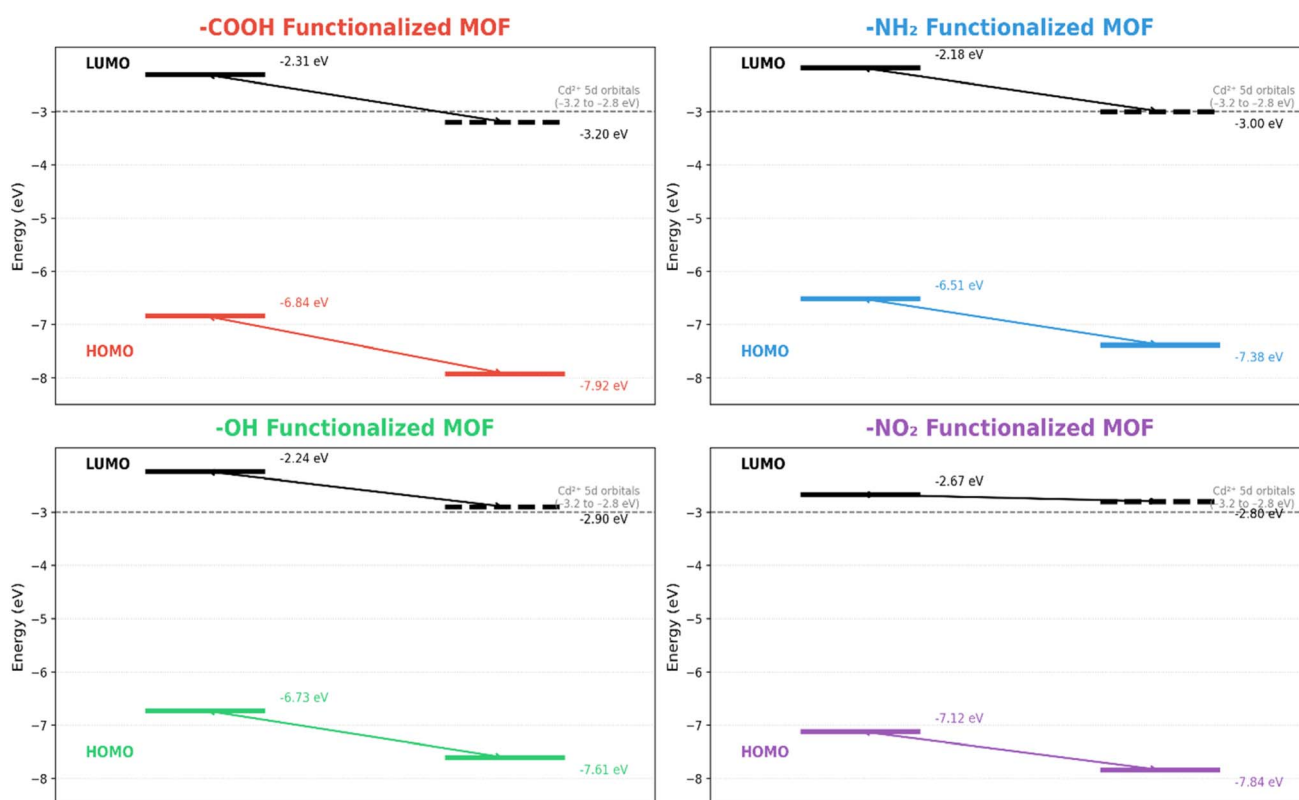 -COOH Functionalized MOF
LUMO
-2.31 eV
Cd²⁺ 5d orbitals
(–3.2 to –2.8 eV)
-3.20 eV
-6.84 eV
HOMO
-7.92 eV
−3
−4
−5
−6
−7
−8
Energy (eV)
-NH₂ Functionalized MOF
LUMO
-2.18 eV
Cd²⁺ 5d orbitals
(–3.2 to –2.8 eV)
-3.00 eV
-6.51 eV
HOMO
-7.38 eV
−3
−4
−5
−6
−7
−8
Energy (eV)
-OH Functionalized MOF
LUMO
-2.24 eV
Cd²⁺ 5d orbitals
(–3.2 to –2.8 eV)
-2.90 eV
-6.73 eV
HOMO
-7.61 eV
−3
−4
−5
−6
−7
−8
Energy (eV)
-NO₂ Functionalized MOF
LUMO
-2.67 eV
Cd²⁺ 5d orbitals
(–3.2 to –2.8 eV)
-2.80 eV
-7.12 eV
HOMO
-7.84 eV
−3
−4
−5
−6
−7
−8
Energy (eV)